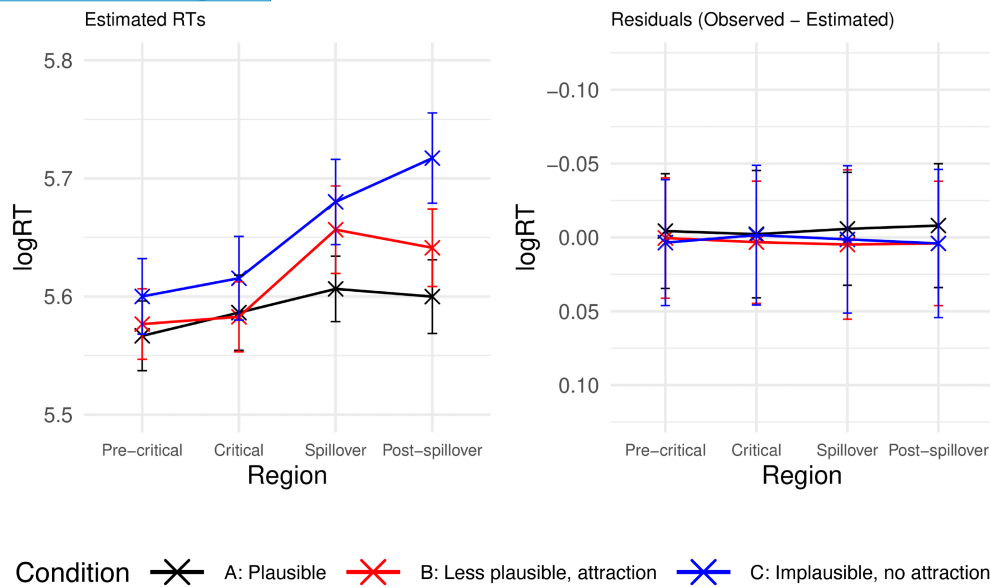 Estimated RTs
5.8
5.7
5.6
5.5
logRT
Pre−critical Critical Spillover Post−spillover
Region
Residuals (Observed − Estimated)
−0.10
−0.05
0.00
0.05
0.10
logRT
Pre−critical Critical Spillover Post−spillover
Region
Condition A: Plausible B: Less plausible, attraction C: Implausible, no attraction